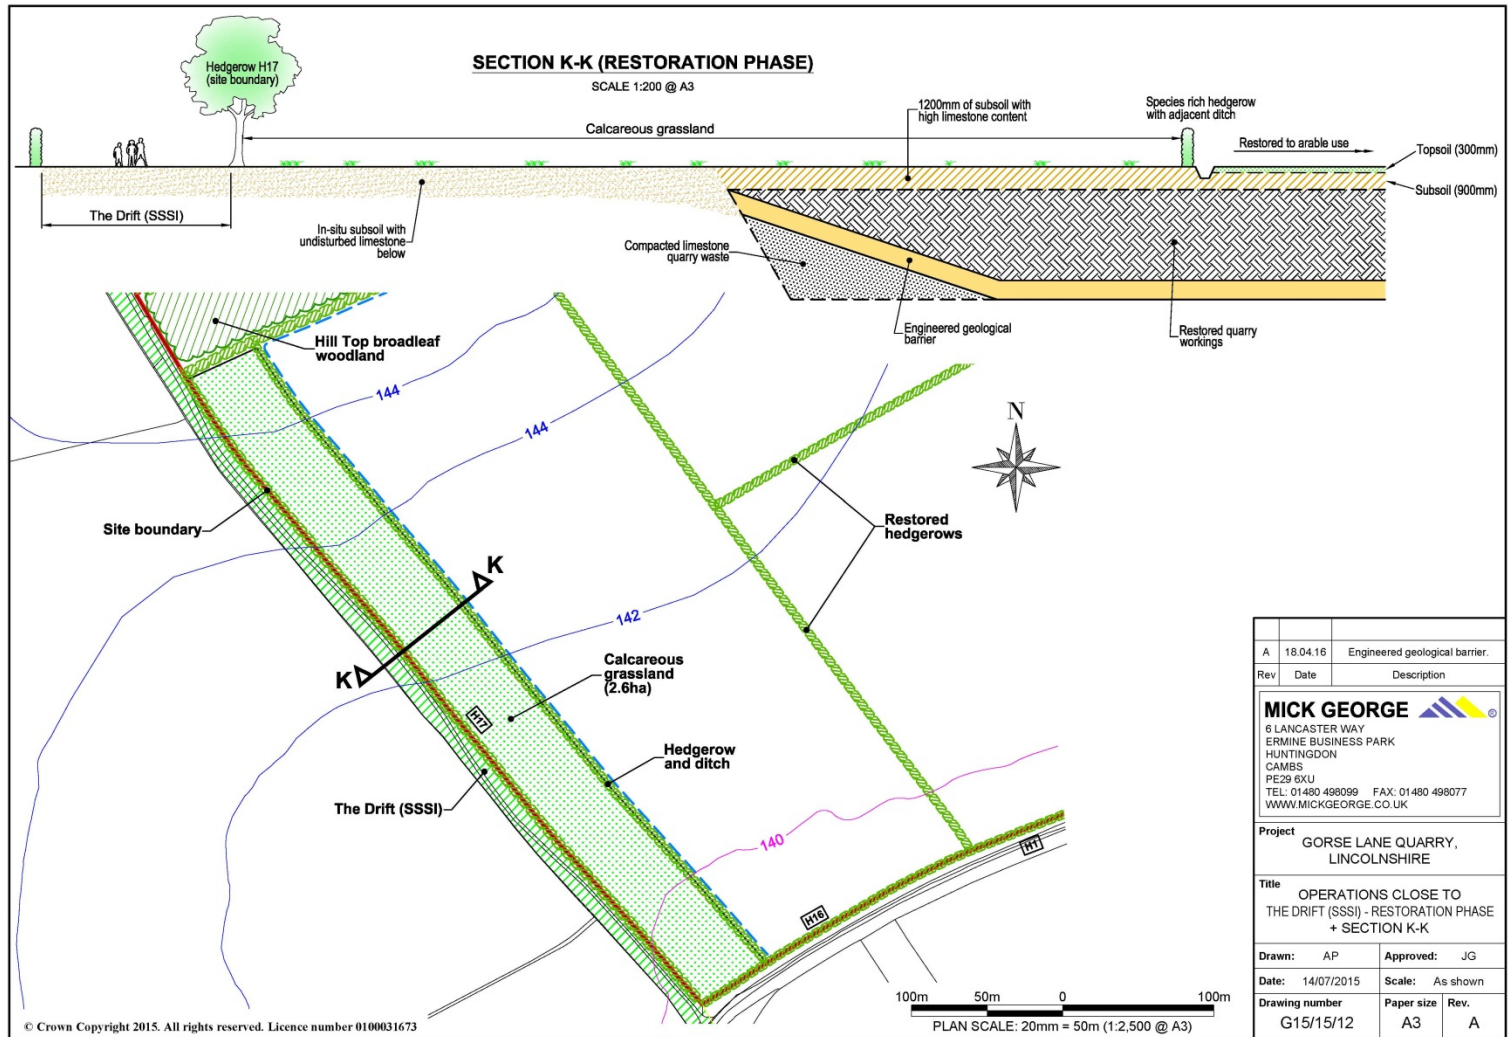 SECTION K-K (RESTORATION PHASE)
SCALE 1:200 @ A3
Hedgerow H17
(site boundary)
Calcareous grassland
1200mm of subsoil with
high limestone content
Species rich hedgerow
with adjacent ditch
Restored to arable use
Topsoil (300mm)
Subsoil (900mm)
The Drift (SSSI)
In-situ subsoil with
undisturbed limestone
below
Compacted limestone
quarry waste
Engineered geological
barrier
Restored quarry
workings
Hill Top broadleaf
woodland
144
144
N
Site boundary
Restored
hedgerows
K
K
142
Calcareous
grassland
(2.6ha)
H17
Hedgerow
and ditch
The Drift (SSSI)
140
H1
H16
100m 50m 0 100m
PLAN SCALE: 20mm = 50m (1:2,500 @ A3)
© Crown Copyright 2015. All rights reserved. Licence number 0100031673
A 18.04.16 Engineered geological barrier.
Rev Date Description
MICK GEORGE ®
6 LANCASTER WAY
ERMINE BUSINESS PARK
HUNTINGDON
CAMBS
PE29 6XU
TEL: 01480 498099 FAX: 01480 498077
WWW.MICKGEORGE.CO.UK
Project
GORSE LANE QUARRY,
LINCOLNSHIRE
Title
OPERATIONS CLOSE TO
THE DRIFT (SSSI) - RESTORATION PHASE
+ SECTION K-K
Drawn: AP Approved: JG
Date: 14/07/2015 Scale: As shown
Drawing number Paper size Rev.
G15/15/12 A3 A